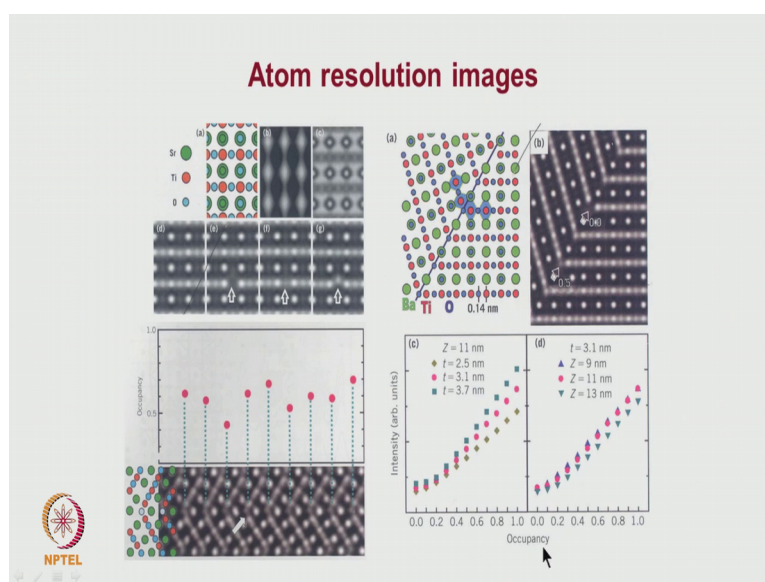 Atom resolution images
(a)
(b)
(c)
Sr
Ti
O
(d)
(e)
(f)
(g)
1.0
Occupancy
0.5
(a)
Ba Ti O 0.14 nm
(b)
0.0
0.5
(c)
Z = 11 nm
t = 2.5 nm
t = 3.1 nm
t = 3.7 nm
Intensity (arb. units)
(d)
t = 3.1 nm
Z = 9 nm
Z = 11 nm
Z = 13 nm
0.0 0.2 0.4 0.6 0.8 1.0 0.0 0.2 0.4 0.6 0.8 1.0
Occupancy
NPTEL